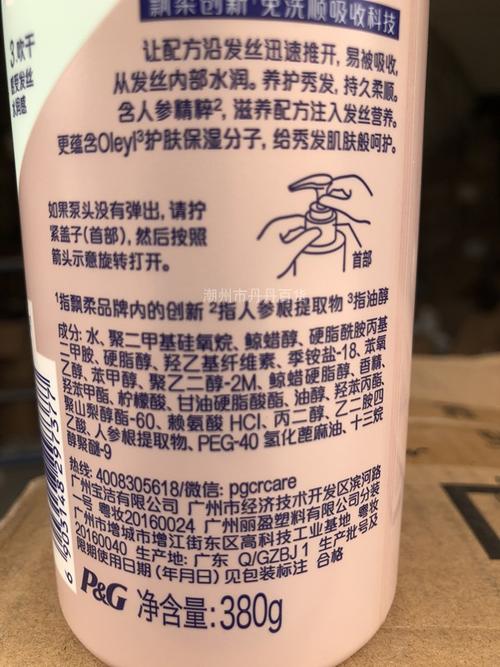 飘柔创新¹免洗顺吸收科技
3.吹干
水润感
让配方沿发丝迅速推开,易被吸收,
从发丝内部水润。养护秀发,持久柔顺。
含人参精粹²,滋养配方注入发丝营养。
更蕴含Oleyl³护肤保湿分子,给秀发肌肤般呵护。
如果泵头没有弹出,请拧
紧盖子(首部),然后按照
箭头示意旋转打开。
首部
潮州市丹丹百货
¹指飘柔品牌内的创新 ²指人参根提取物 ³指油醇
成分: 水、聚二甲基硅氧烷、鲸蜡醇、硬脂酰胺丙基
二甲胺、硬脂醇、羟乙基纤维素、季铵盐-18、苯氧
乙醇、苯甲醇、聚乙二醇-2M、鲸蜡硬脂醇、香精、
羟苯甲酯、柠檬酸、甘油硬脂酸酯、油醇、羟苯丙酯、
聚山梨醇酯-60、赖氨酸 HCl、丙二醇、乙二胺四
乙酸、人参根提取物、PEG-40 氢化蓖麻油、十三烷
醇聚醚-9
热线: 4008305618/微信: pgcrcare
广州宝洁有限公司 广州市经济技术开发区滨河路
一号 粤妆20160024 广州丽盈塑料有限公司分装
广州市增城市增江街东区高科技工业基地 粤妆
20160040 生产地: 广东 Q/GZBJ 1 生产批号及
限期使用日期 (年月日) 见包装标注 合格
P&G 净含量: 380g